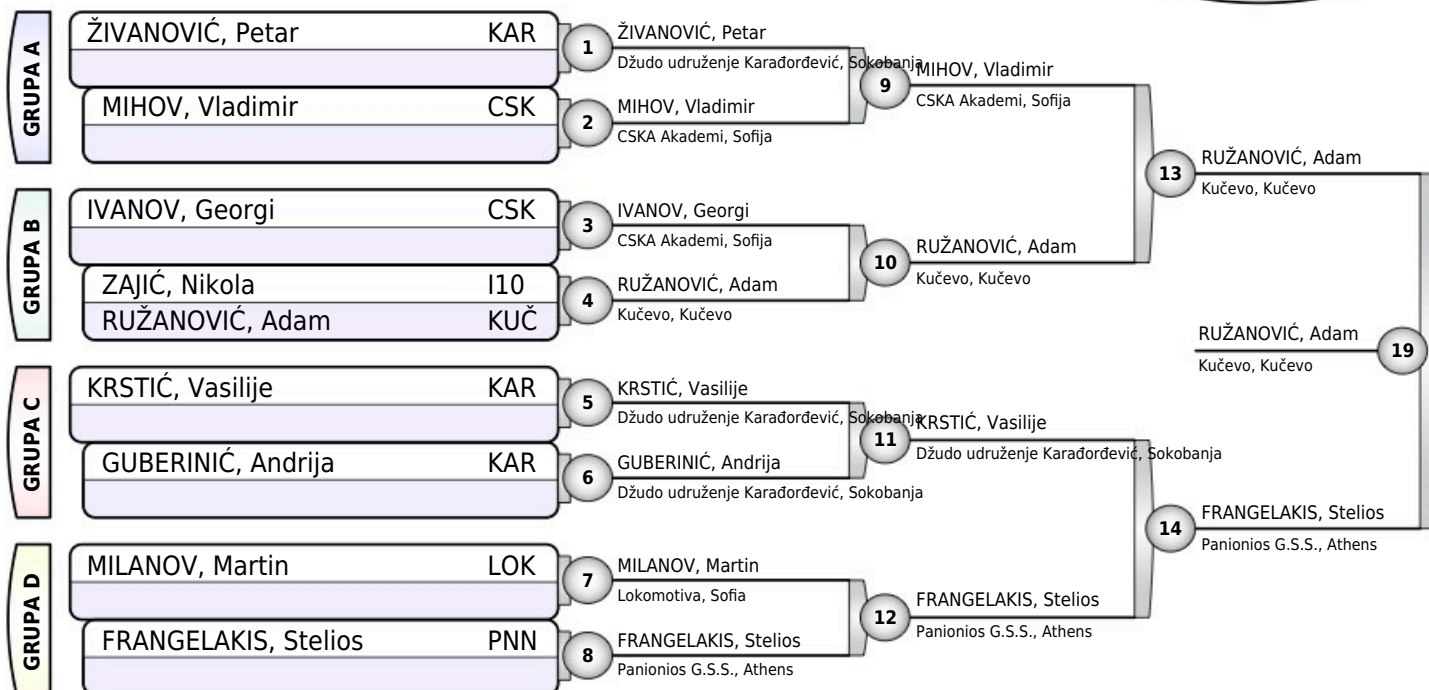 GRUPA A
ŽIVANOVIĆ, Petar KAR
MIHOV, Vladimir CSK
GRUPA B
IVANOV, Georgi CSK
ZAJIĆ, Nikola I10
RUŽANOVIĆ, Adam KUČ
GRUPA C
KRSTIĆ, Vasilije KAR
GUBERINIĆ, Andrija KAR
GRUPA D
MILANOV, Martin LOK
FRANGELAKIS, Stelios PNN
1
ŽIVANOVIĆ, Petar
Džudo udruženje Karađorđević, Sokobanja
2
MIHOV, Vladimir
CSKA Akademi, Sofija
3
IVANOV, Georgi
CSKA Akademi, Sofija
4
RUŽANOVIĆ, Adam
Kučevo, Kučevo
5
KRSTIĆ, Vasilije
Džudo udruženje Karađorđević, Sokobanja
6
GUBERINIĆ, Andrija
Džudo udruženje Karađorđević, Sokobanja
7
MILANOV, Martin
Lokomotiva, Sofia
8
FRANGELAKIS, Stelios
Panionios G.S.S., Athens
9
MIHOV, Vladimir
CSKA Akademi, Sofija
10
RUŽANOVIĆ, Adam
Kučevo, Kučevo
11
KRSTIĆ, Vasilije
Džudo udruženje Karađorđević, Sokobanja
12
FRANGELAKIS, Stelios
Panionios G.S.S., Athens
13
RUŽANOVIĆ, Adam
Kučevo, Kučevo
14
FRANGELAKIS, Stelios
Panionios G.S.S., Athens
RUŽANOVIĆ, Adam
Kučevo, Kučevo
19